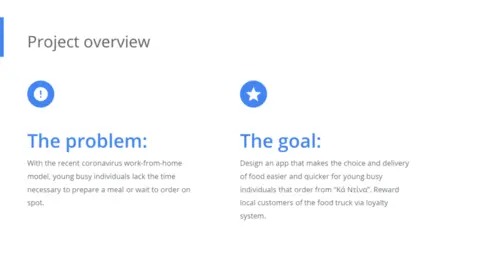 Project overview
The problem:
With the recent coronavirus work-from-home
model, young busy individuals lack the time
necessary to prepare a meal or wait to order on
spot.
The goal:
Design an app that makes the choice and delivery
of food easier and quicker for young busy
individuals that order from “Κά Ντίνα”. Reward
local customers of the food truck via loyalty
system.